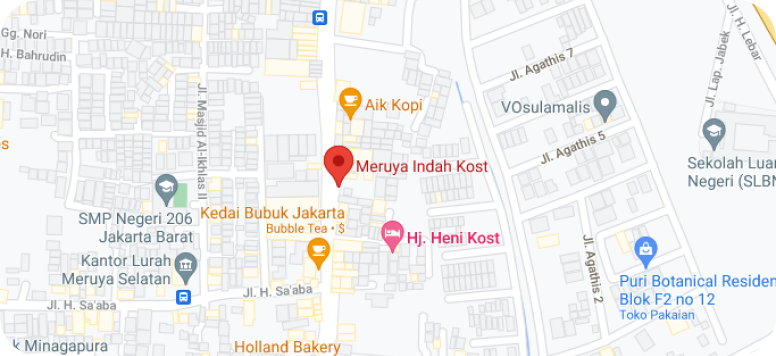 Gg. Nori
H. Bahrudin
Jl. Masjid Al-Ikhlas II
Aik Kopi
Jl. Agathis 7
VOsulamalis
Jl. Agathis 5
Jl. H. Lebar
Jl. Lap. Jabek
Sekolah Luar
Negeri (SLBN
Meruya Indah Kost
SMP Negeri 206
Jakarta Barat
Kedai Bubuk Jakarta
Bubble Tea • $
Hj. Heni Kost
Kantor Lurah
Meruya Selatan
Jl. H. Sa'aba
Jl. H. Sa'aba
Jl. Agathis 2
Puri Botanical Residen
Blok F2 no 12
Toko Pakaian
k Minagapura
Holland Bakery